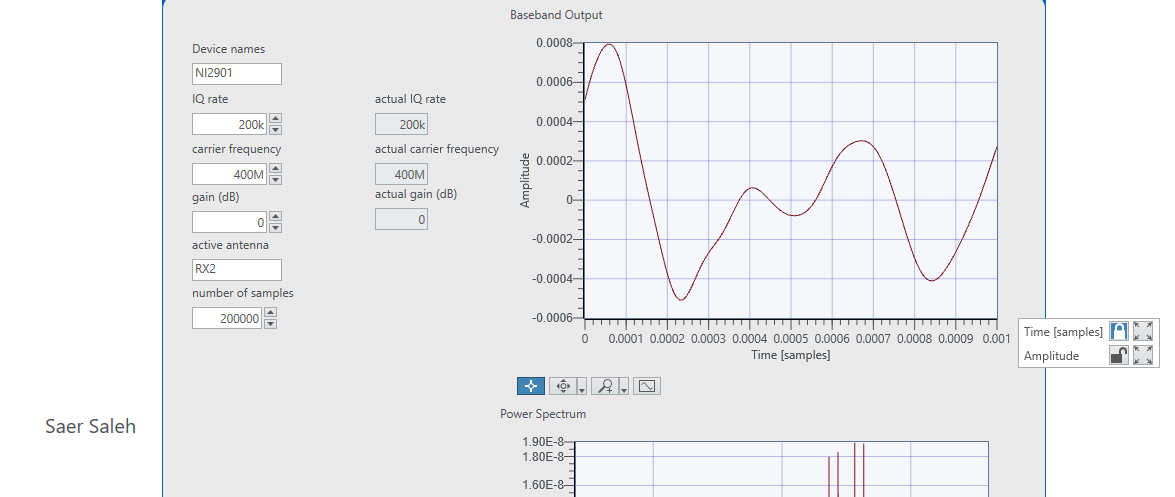 Baseband Output
Device names
NI2901
IQ rate
200k
carrier frequency
400M
gain (dB)
0
active antenna
RX2
number of samples
200000
actual IQ rate
200k
actual carrier frequency
400M
actual gain (dB)
0
Amplitude
0.0008
0.0006
0.0004
0.0002
0
-0.0002
-0.0004
-0.0006
0 0.0001 0.0002 0.0003 0.0004 0.0005 0.0006 0.0007 0.0008 0.0009 0.001
Time [samples]
Time [samples]
Amplitude
Saer Saleh
Power Spectrum
1.90E-8
1.80E-8
1.60E-8